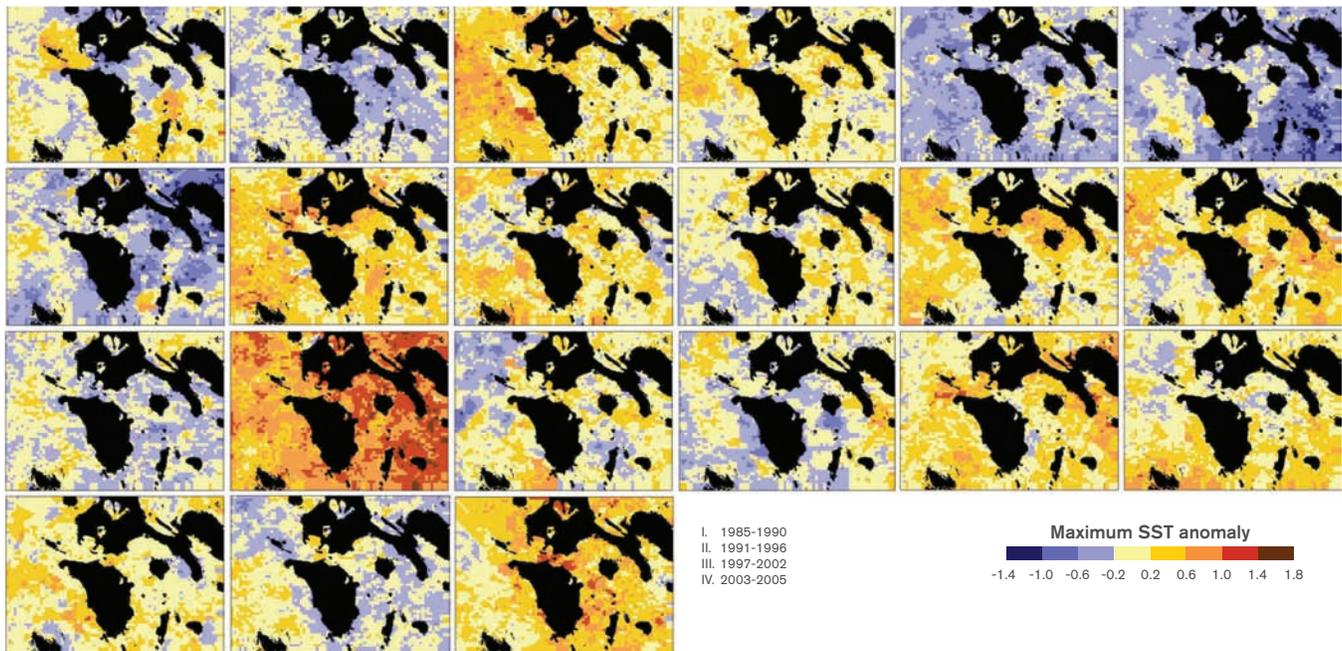 I. 1985-1990
II. 1991-1996
III. 1997-2002
IV. 2003-2005
Maximum SST anomaly
-1.4 -1.0 -0.6 -0.2 0.2 0.6 1.0 1.4 1.8